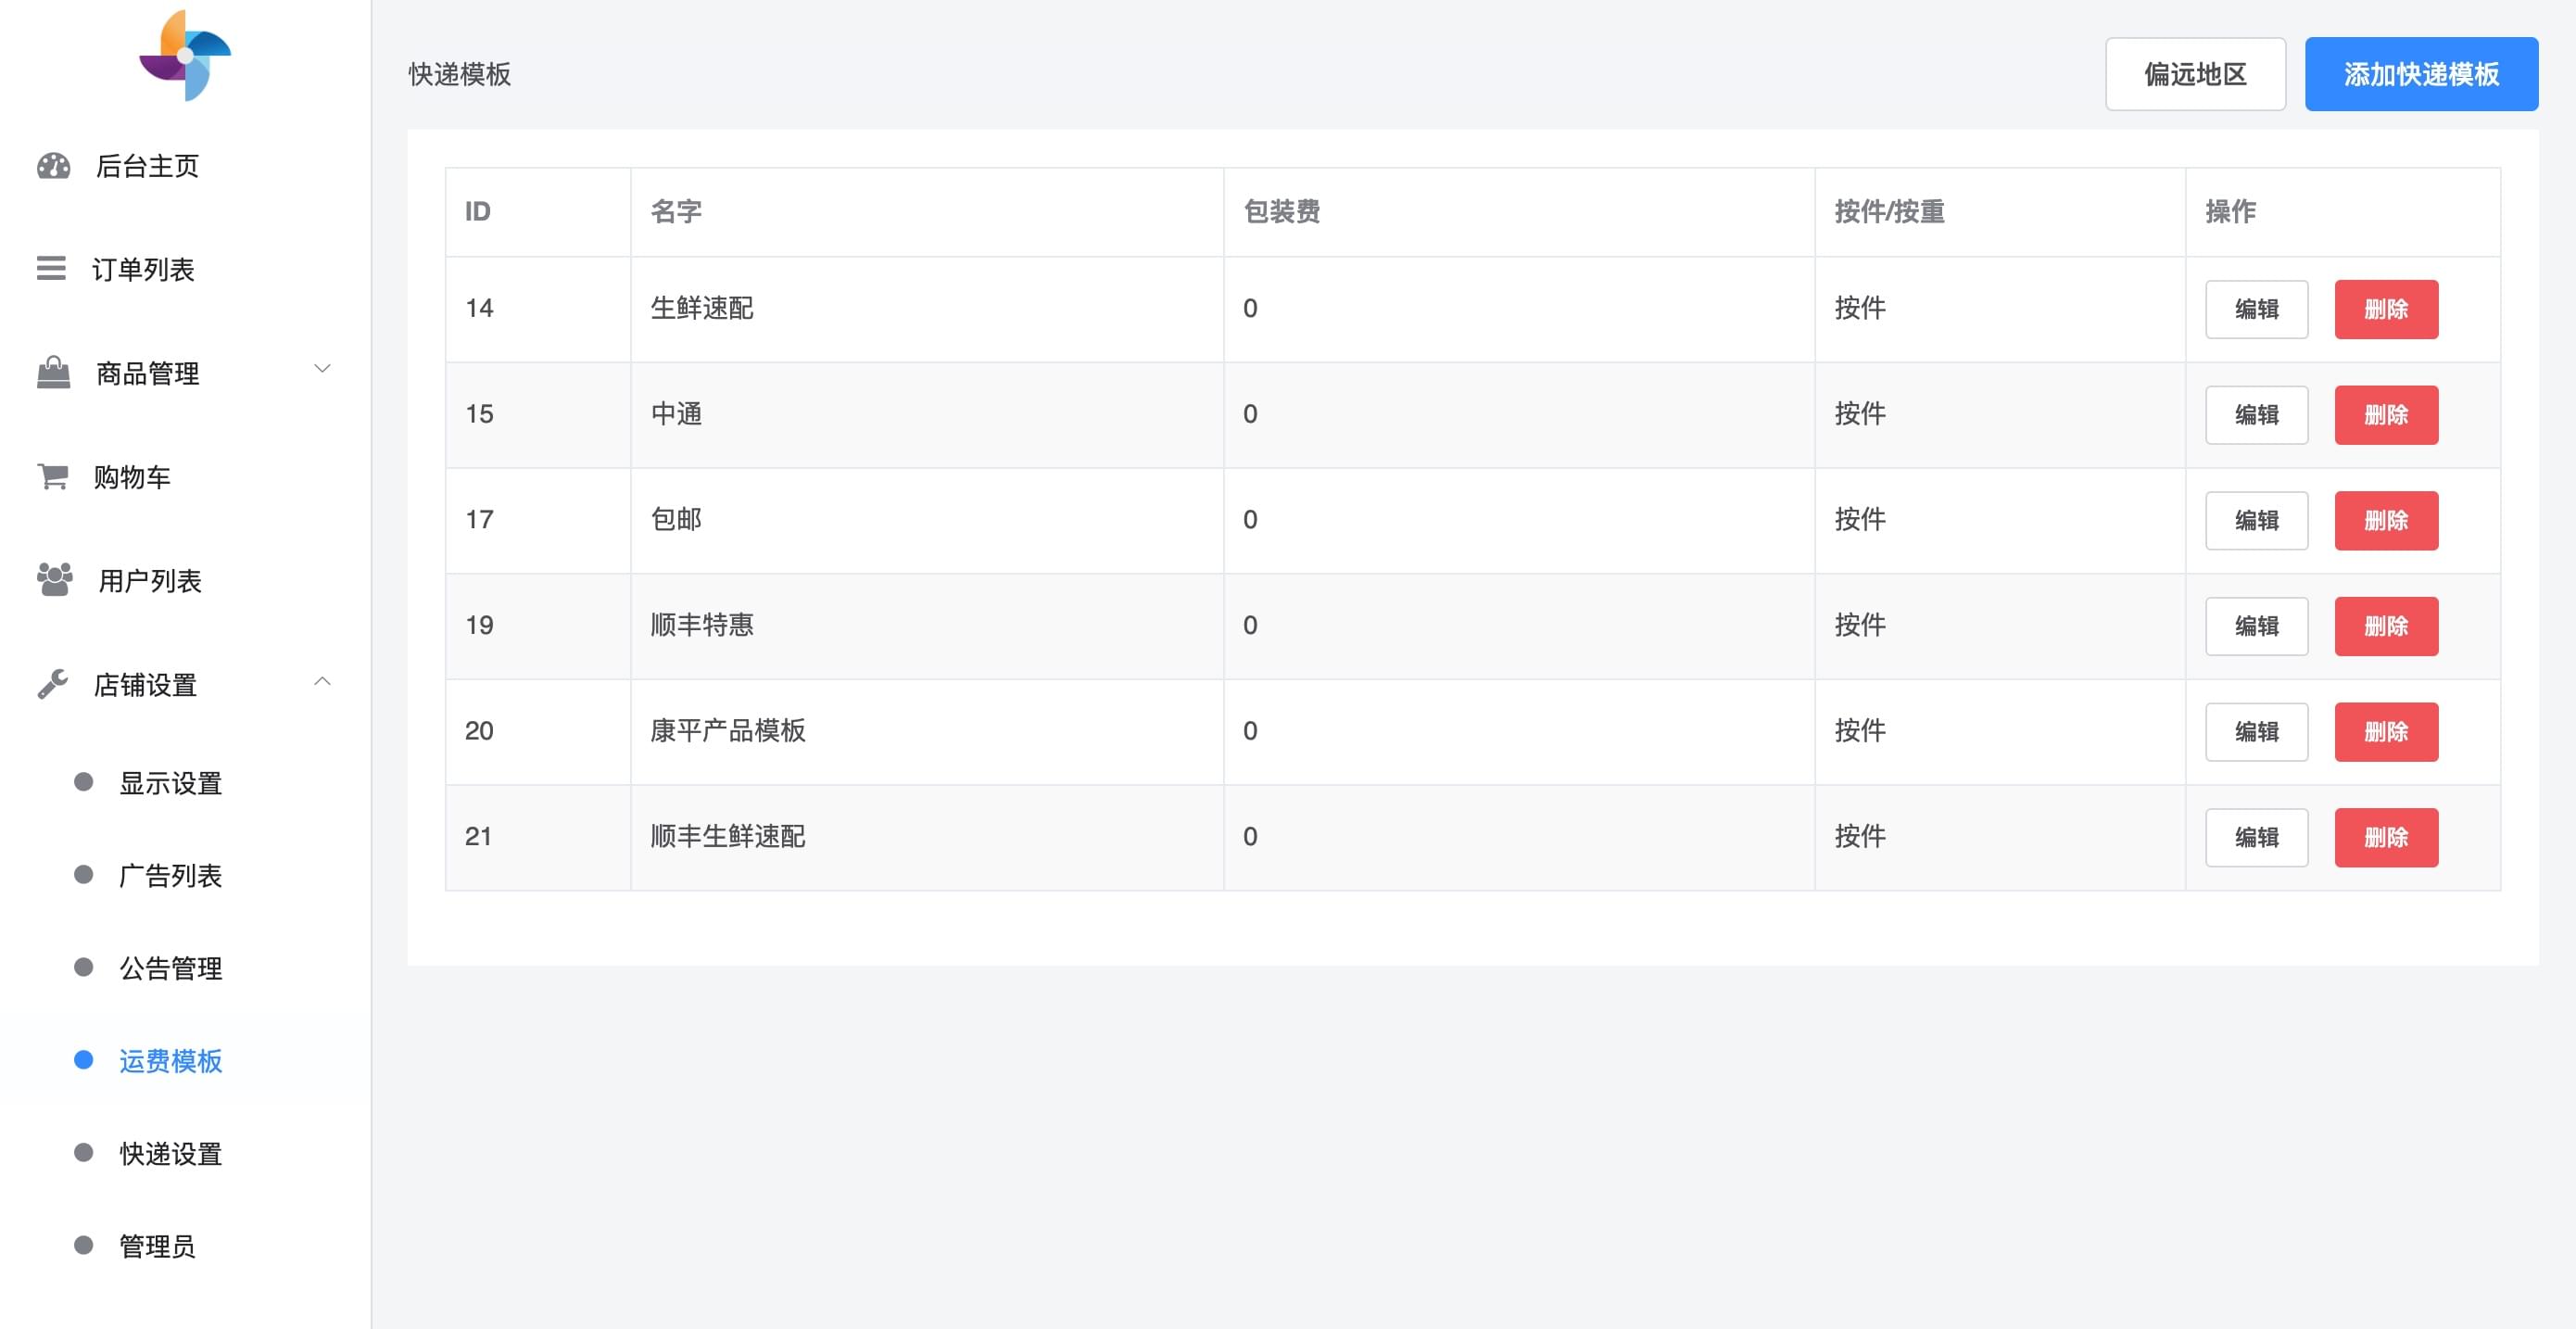 后台主页
订单列表
商品管理
购物车
用户列表
店铺设置
显示设置
广告列表
公告管理
运费模板
快递设置
管理员
快递模板 偏远地区 添加快递模板
ID 名字 包装费 按件/按重 操作
14 生鲜速配 0 按件 编辑 删除
15 中通 0 按件 编辑 删除
17 包邮 0 按件 编辑 删除
19 顺丰特惠 0 按件 编辑 删除
20 康平产品模板 0 按件 编辑 删除
21 顺丰生鲜速配 0 按件 编辑 删除